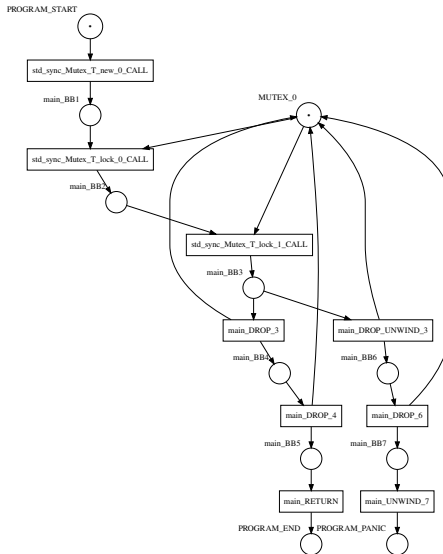 PROGRAM_START
std_sync_Mutex_T_new_0_CALL
main_BB1
MUTEX_0
std_sync_Mutex_T_lock_0_CALL
main_BB2
std_sync_Mutex_T_lock_1_CALL
main_BB3
main_DROP_3
main_DROP_UNWIND_3
main_BB4
main_BB6
main_DROP_4
main_DROP_6
main_BB5
main_BB7
main_RETURN
main_UNWIND_7
PROGRAM_END
PROGRAM_PANIC